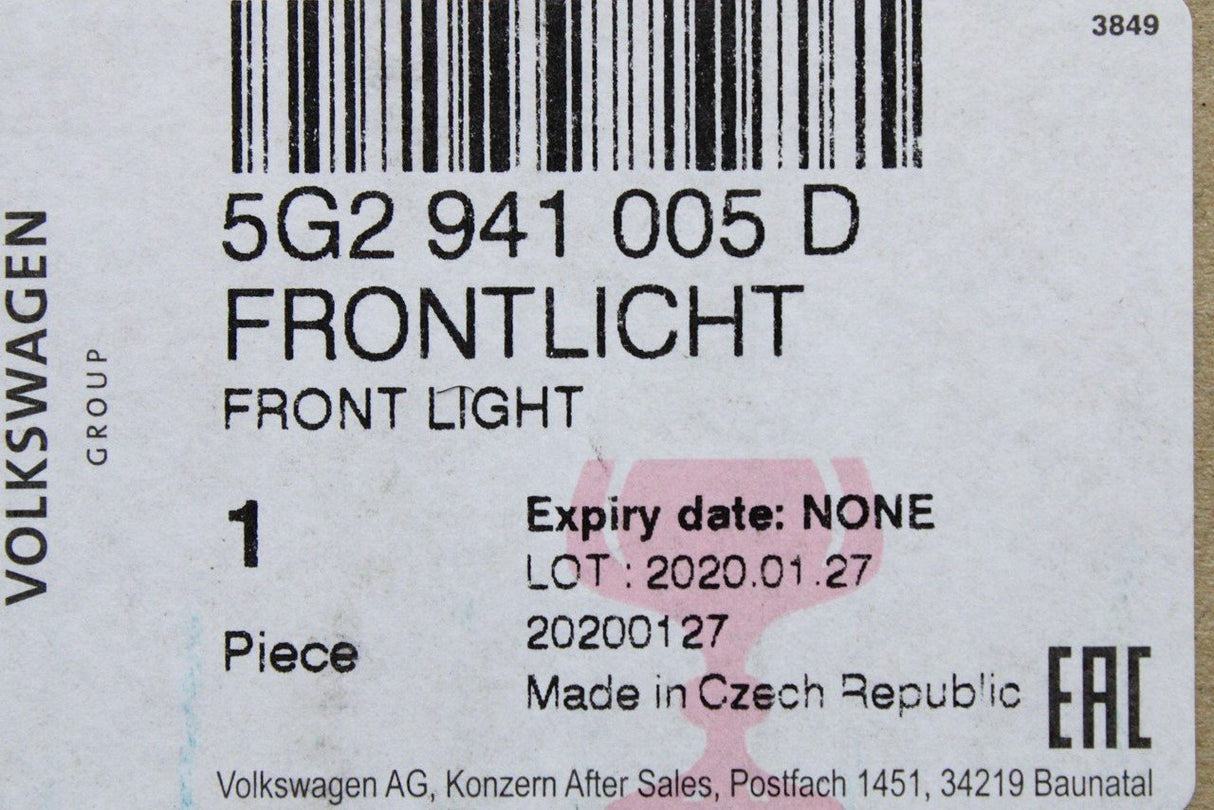 3849
VOLKSWAGEN
GROUP
5G2 941 005 D
FRONTLICHT
FRONT LIGHT
1
Piece
Expiry date: NONE
LOT : 2020.01.27
20200127
Made in Czech Republic
EAC
Volkswagen AG, Konzern After Sales, Postfach 1451, 34219 Baunatal